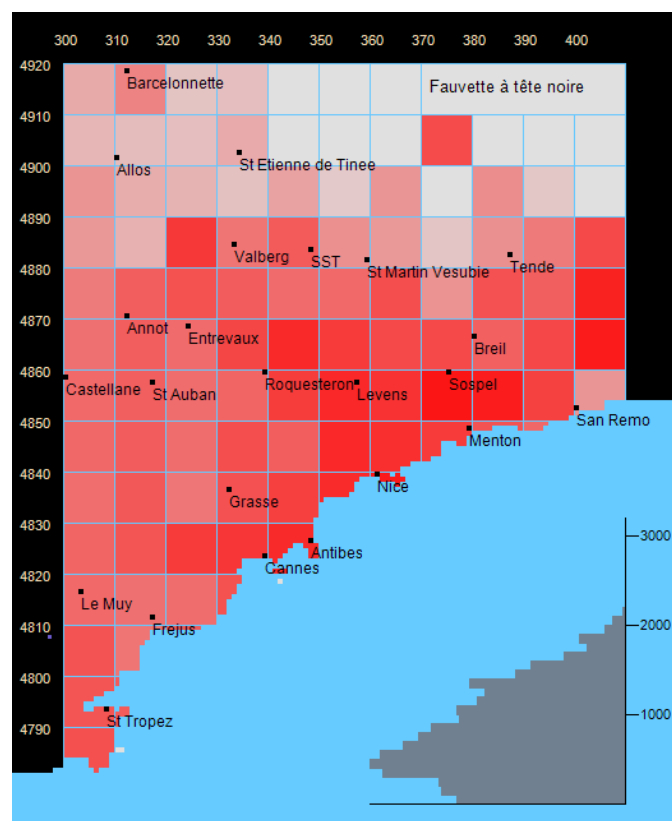 300 310 320 330 340 350 360 370 380 390 400
4920
Fauvette à tête noire
Barcelonnette
4910
4900
Allos
St Etienne de Tinee
4890
Valberg
SST
St Martin Vesubie
Tende
4880
4870
Annot
Entrevaux
Breil
4860
Castellane
St Auban
Roquesteron
Levens
Sospel
San Remo
4850
Menton
4840
Nice
Grasse
4830
3000
Antibes
Cannes
4820
Le Muy
4810
Frejus
2000
4800
St Tropez
1000
4790